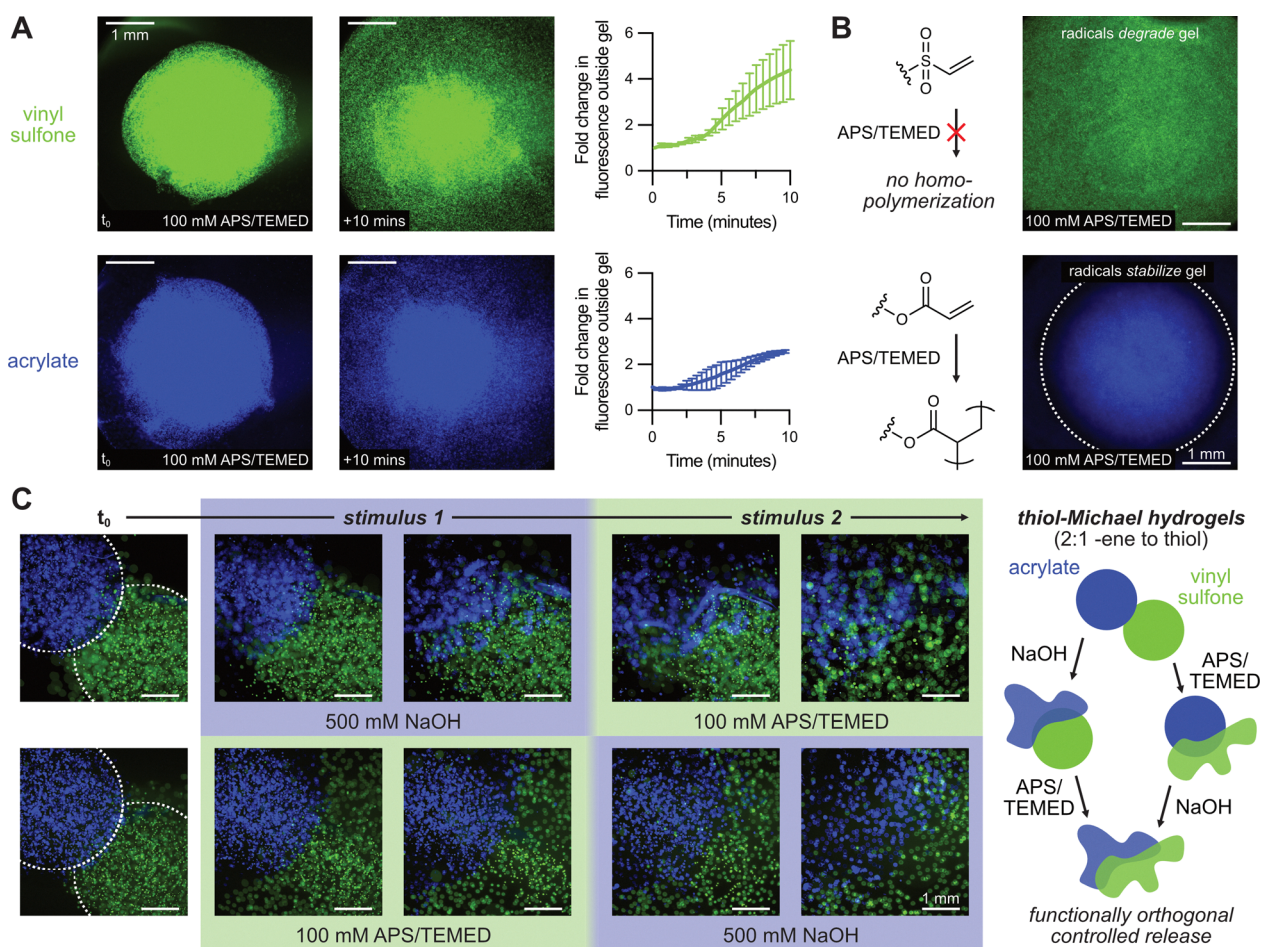 A
1 mm
vinyl
sulfone
t₀
100 mM APS/TEMED
+10 mins
Fold change in
fluorescence outside gel
6
4
2
0
0
5
10
Time (minutes)
acrylate
t₀
100 mM APS/TEMED
+10 mins
Fold change in
fluorescence outside gel
6
4
2
0
0
5
10
Time (minutes)
B
O
S
O
APS/TEMED
no homo-
polymerization
radicals degrade gel
100 mM APS/TEMED
O
O
APS/TEMED
O
O
radicals stabilize gel
100 mM APS/TEMED
1 mm
C
t₀
stimulus 1
stimulus 2
500 mM NaOH
100 mM APS/TEMED
100 mM APS/TEMED
500 mM NaOH
1 mm
thiol-Michael hydrogels
(2:1 -ene to thiol)
acrylate
vinyl
sulfone
NaOH
APS/
TEMED
APS/
TEMED
NaOH
functionally orthogonal
controlled release